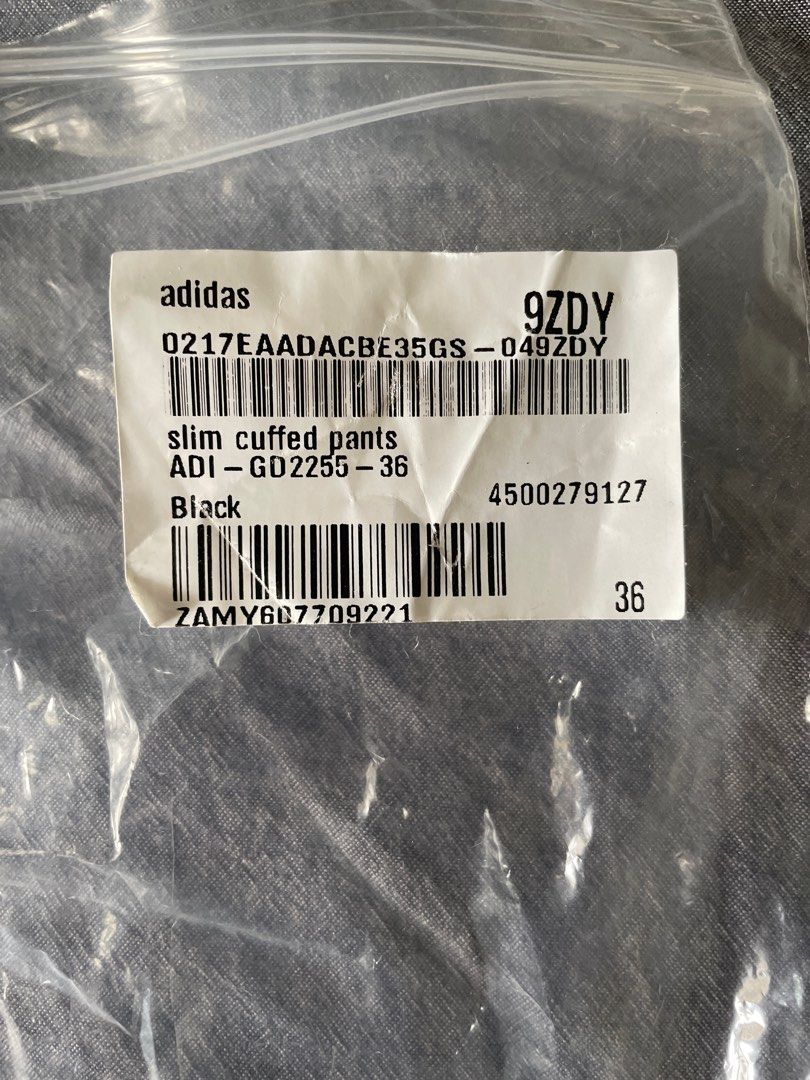 adidas
9ZDY
0217EAADACBE35GS-049ZDY
slim cuffed pants
ADI-GD2255-36
Black
4500279127
ZAMY607709221
36